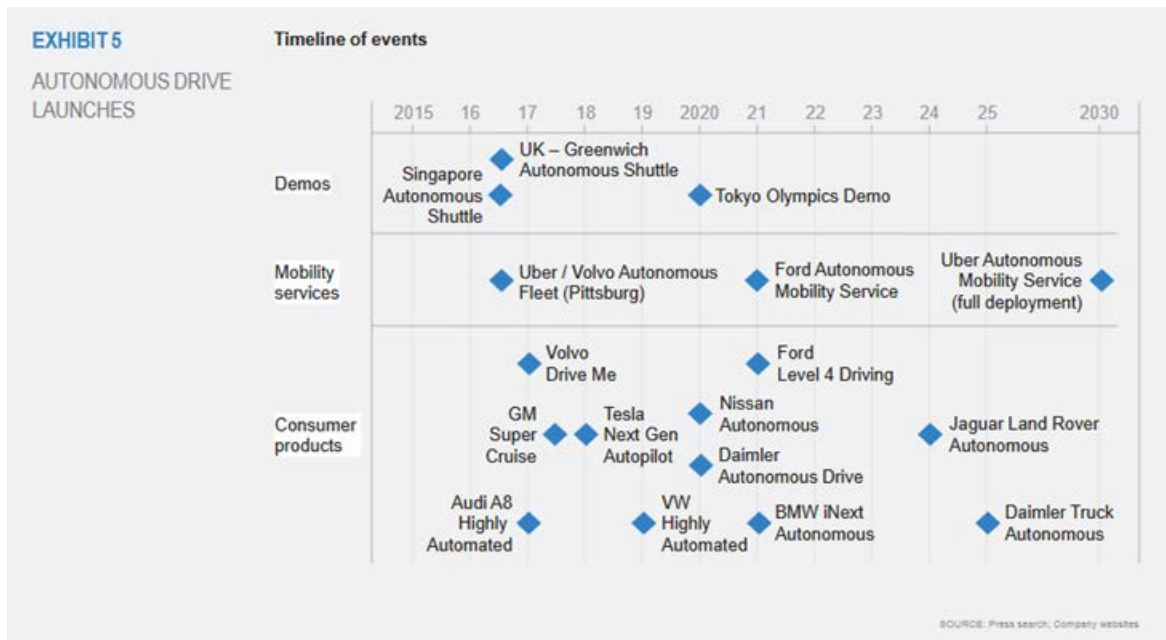 EXHIBIT 5
AUTONOMOUS DRIVE
LAUNCHES
Timeline of events
2015 16 17 18 19 2020 21 22 23 24 25 2030
Demos
UK – Greenwich
Autonomous Shuttle
Singapore
Autonomous
Shuttle
Tokyo Olympics Demo
Mobility
services
Uber / Volvo Autonomous
Fleet (Pittsburg)
Ford Autonomous
Mobility Service
Uber Autonomous
Mobility Service
(full deployment)
Consumer
products
Volvo
Drive Me
Ford
Level 4 Driving
GM
Super
Cruise
Tesla
Next Gen
Autopilot
Nissan
Autonomous
Daimler
Autonomous Drive
Jaguar Land Rover
Autonomous
Audi A8
Highly
Automated
VW
Highly
Automated
BMW iNext
Autonomous
Daimler Truck
Autonomous
SOURCE: Press search; Company websites